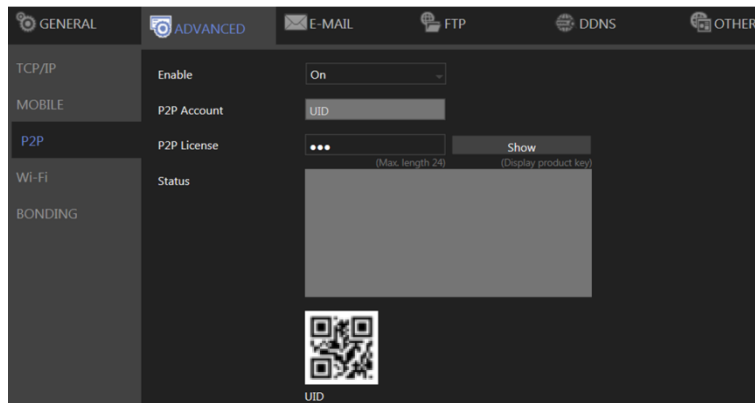 GENERAL ADVANCED E-MAIL FTP DDNS OTHER
TCP/IP
MOBILE
P2P
Wi-Fi
BONDING
Enable On
P2P Account UID
P2P License ●●● Show
(Max. length 24) (Display product key)
Status
UID